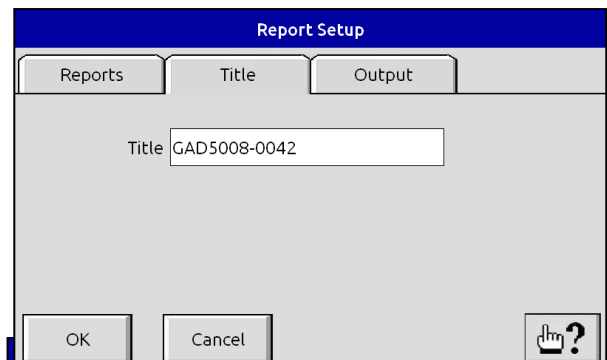 Report Setup
Reports Title Output
Title GAD5008-0042
OK Cancel ?